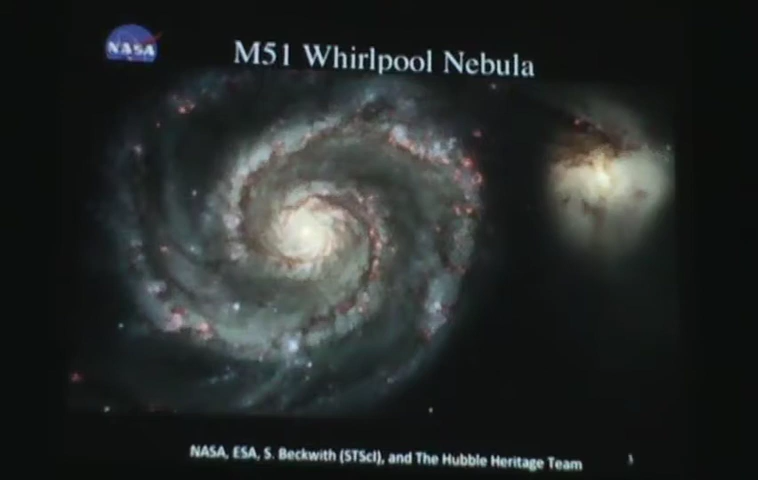 NASA
M51 Whirlpool Nebula
NASA, ESA, S. Beckwith (STScI), and The Hubble Heritage Team